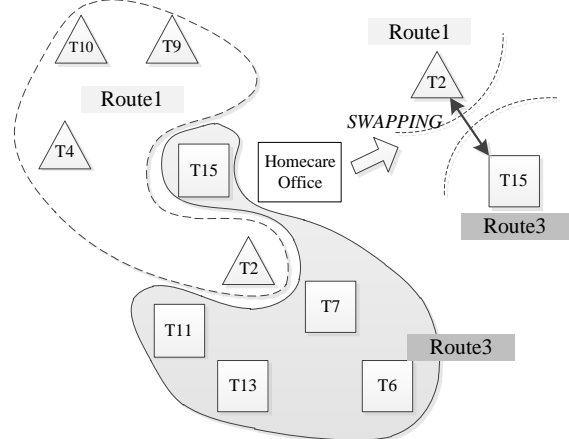 T10
T9
Route1
Route1
T2
SWAPPING
T4
T15
Homecare
Office
T15
Route3
T2
T7
T11
Route3
T13
T6